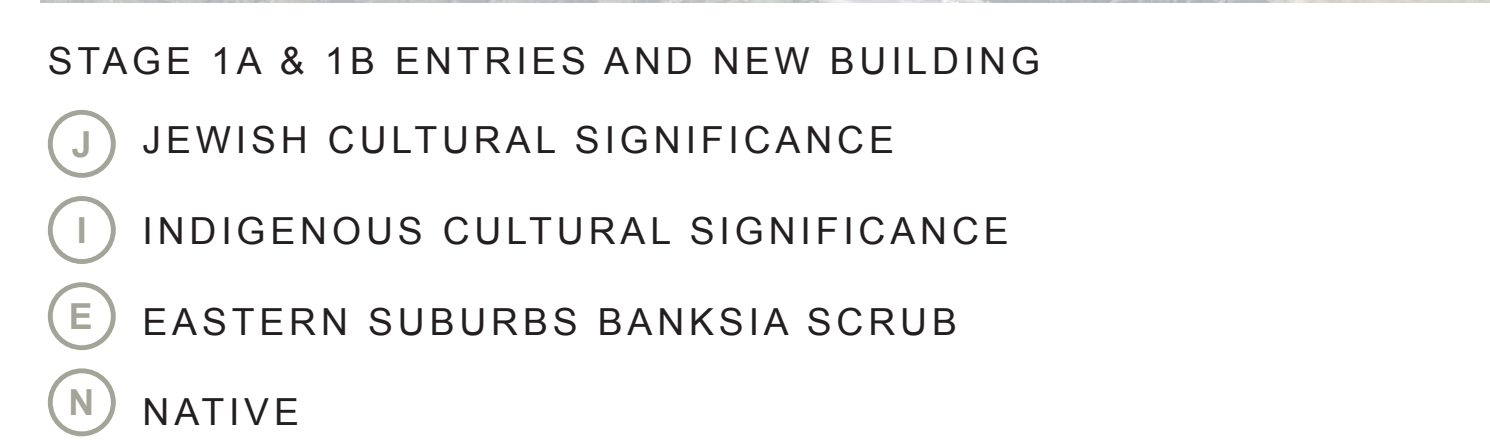 STAGE 1A & 1B ENTRIES AND NEW BUILDING
J JEWISH CULTURAL SIGNIFICANCE
I INDIGENOUS CULTURAL SIGNIFICANCE
E EASTERN SUBURBS BANKSIA SCRUB
N NATIVE